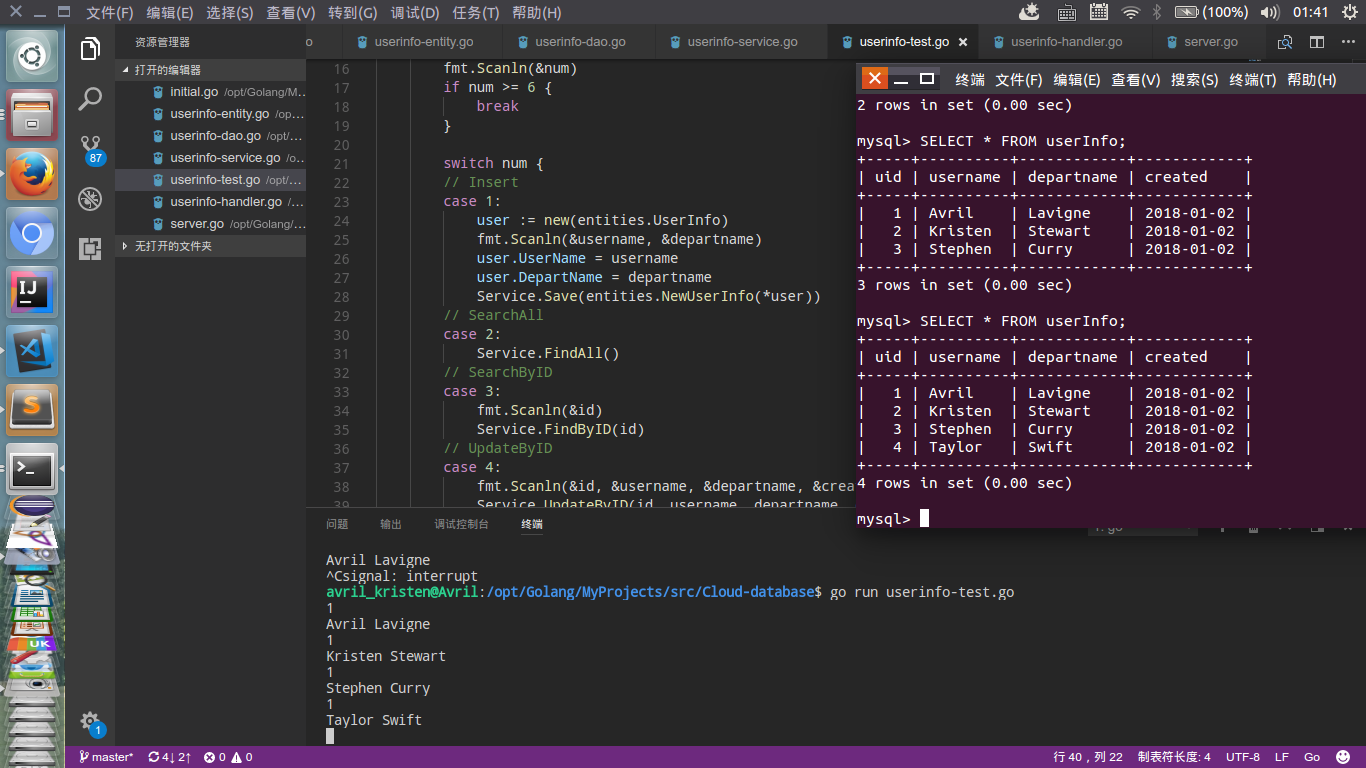 文件(F) 编辑(E) 选择(S) 查看(V) 转到(G) 调试(D) 任务(T) 帮助(H)
(100%) 01:41
资源管理器
打开的编辑器
initial.go /opt/Golang/M...
userinfo-entity.go /op...
userinfo-dao.go /opt/...
userinfo-service.go /o...
userinfo-test.go /opt/...
userinfo-handler.go /...
server.go /opt/Golang/...
无打开的文件夹
87
1
o userinfo-entity.go userinfo-dao.go userinfo-service.go userinfo-test.go userinfo-handler.go server.go
16 fmt.Scanln(&num)
17 if num >= 6 {
18 break
19 }
20
21 switch num {
22 // Insert
23 case 1:
24 user := new(entities.UserInfo)
25 fmt.Scanln(&username, &departname)
26 user.UserName = username
27 user.DepartName = departname
28 Service.Save(entities.NewUserInfo(*user))
29 // SearchAll
30 case 2:
31 Service.FindAll()
32 // SearchByID
33 case 3:
34 fmt.Scanln(&id)
35 Service.FindByID(id)
36 // UpdateByID
37 case 4:
38 fmt.Scanln(&id, &username, &departname, &crea
39 Service.UpdateByID(id, username, departname,
终端 文件(F) 编辑(E) 查看(V) 搜索(S) 终端(T) 帮助(H)
2 rows in set (0.00 sec)
mysql> SELECT * FROM userInfo;
+-----+----------+------------+------------+
| uid | username | departname | created    |
+-----+----------+------------+------------+
|   1 | Avril    | Lavigne    | 2018-01-02 |
|   2 | Kristen  | Stewart    | 2018-01-02 |
|   3 | Stephen  | Curry      | 2018-01-02 |
+-----+----------+------------+------------+
3 rows in set (0.00 sec)
mysql> SELECT * FROM userInfo;
+-----+----------+------------+------------+
| uid | username | departname | created    |
+-----+----------+------------+------------+
|   1 | Avril    | Lavigne    | 2018-01-02 |
|   2 | Kristen  | Stewart    | 2018-01-02 |
|   3 | Stephen  | Curry      | 2018-01-02 |
|   4 | Taylor   | Swift      | 2018-01-02 |
+-----+----------+------------+------------+
4 rows in set (0.00 sec)
mysql>
问题 输出 调试控制台 终端
1: go
Avril Lavigne
^Csignal: interrupt
avril_kristen@Avril:/opt/Golang/MyProjects/src/Cloud-database$ go run userinfo-test.go
1
Avril Lavigne
1
Kristen Stewart
1
Stephen Curry
1
Taylor Swift
IJ
S
UK
master* 4↓ 2↑ 0 0 行 40，列 22 制表符长度: 4 UTF-8 LF Go